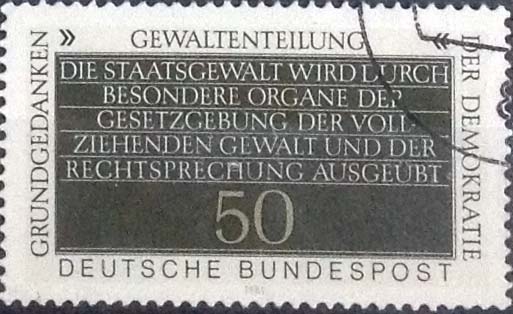 GRUNDGEDANKEN
» GEWALTENTEILUNG «
DER DEMOKRATIE
DIE STAATSGEWALT WIRD DURCH
BESONDERE ORGANE DER
GESETZGEBUNG DER VOLL-
ZIEHENDEN GEWALT UND DER
RECHTSPRECHUNG AUSGEÜBT
50
DEUTSCHE BUNDESPOST
1981